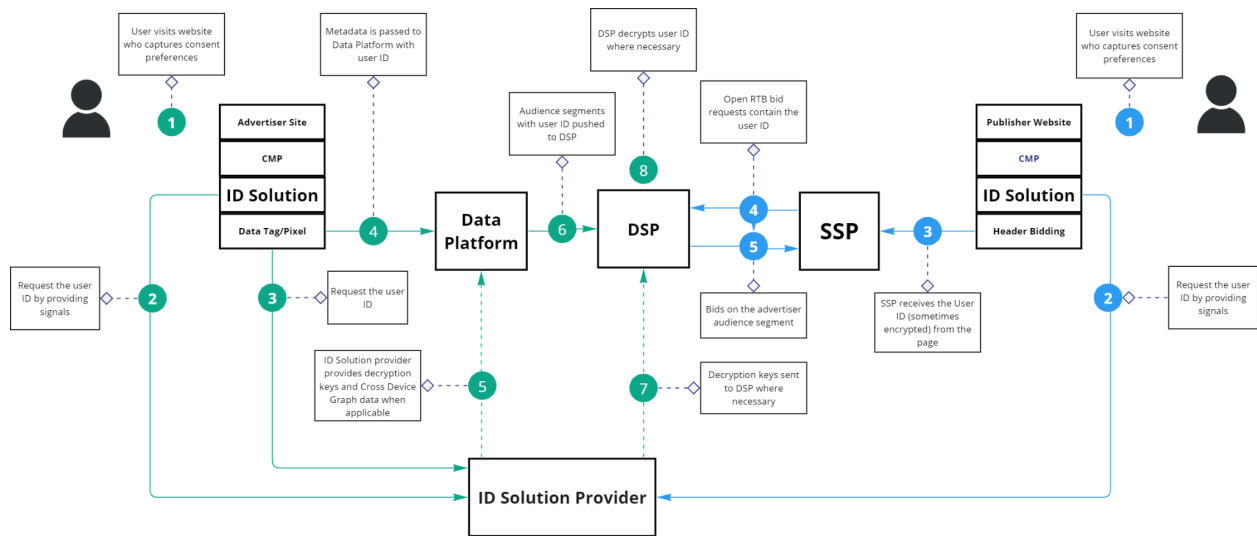 User visits website
who captures consent
preferences
Metadata is passed to
Data Platform with
user ID
DSP decrypts user ID
where necessary
User visits website
who captures consent
preferences
1
Audience segments
with user ID pushed
to DSP
Open RTB bid
requests contain the
user ID
1
Advertiser Site
CMP
ID Solution
Data Tag/Pixel
8
Publisher Website
CMP
ID Solution
Header Bidding
4
Data
Platform
6
DSP
4
5
SSP
3
Request the user
ID by providing
signals
2
3
Request the user
ID
Bids on the advertiser
audience segment
SSP receives the User
ID (sometimes
encrypted) from the
page
2
Request the user
ID by providing
signals
ID Solution provider
provides decryption
keys and Cross Device
Graph data when
applicable
5
7
Decryption keys sent
to DSP where
necessary
ID Solution Provider